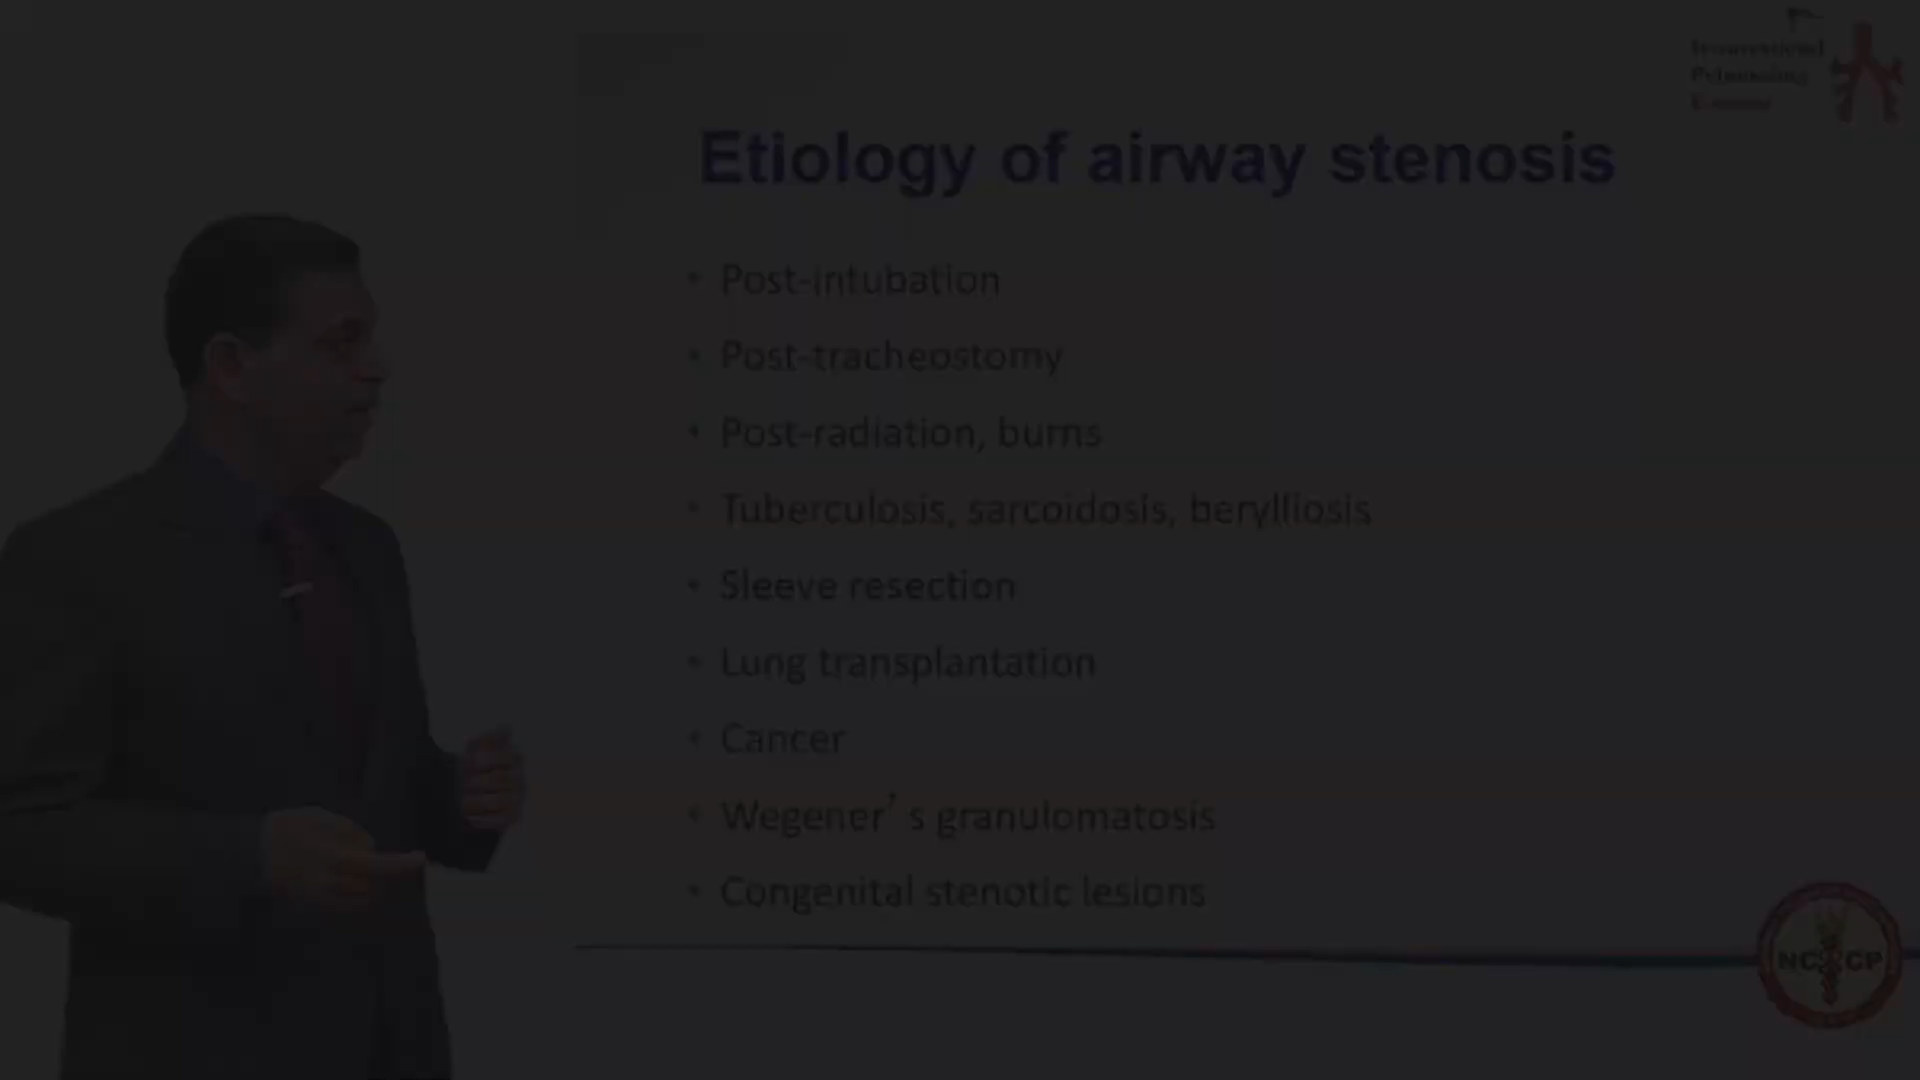 Etiology of airway stenosis
• Post-intubation
• Post-tracheostomy
• Post-radiation, burns
• Tuberculosis, sarcoidosis, berylliosis
• Sleeve resection
• Lung transplantation
• Cancer
• Wegener’ s granulomatosis
• Congenital stenotic lesions
NCCP